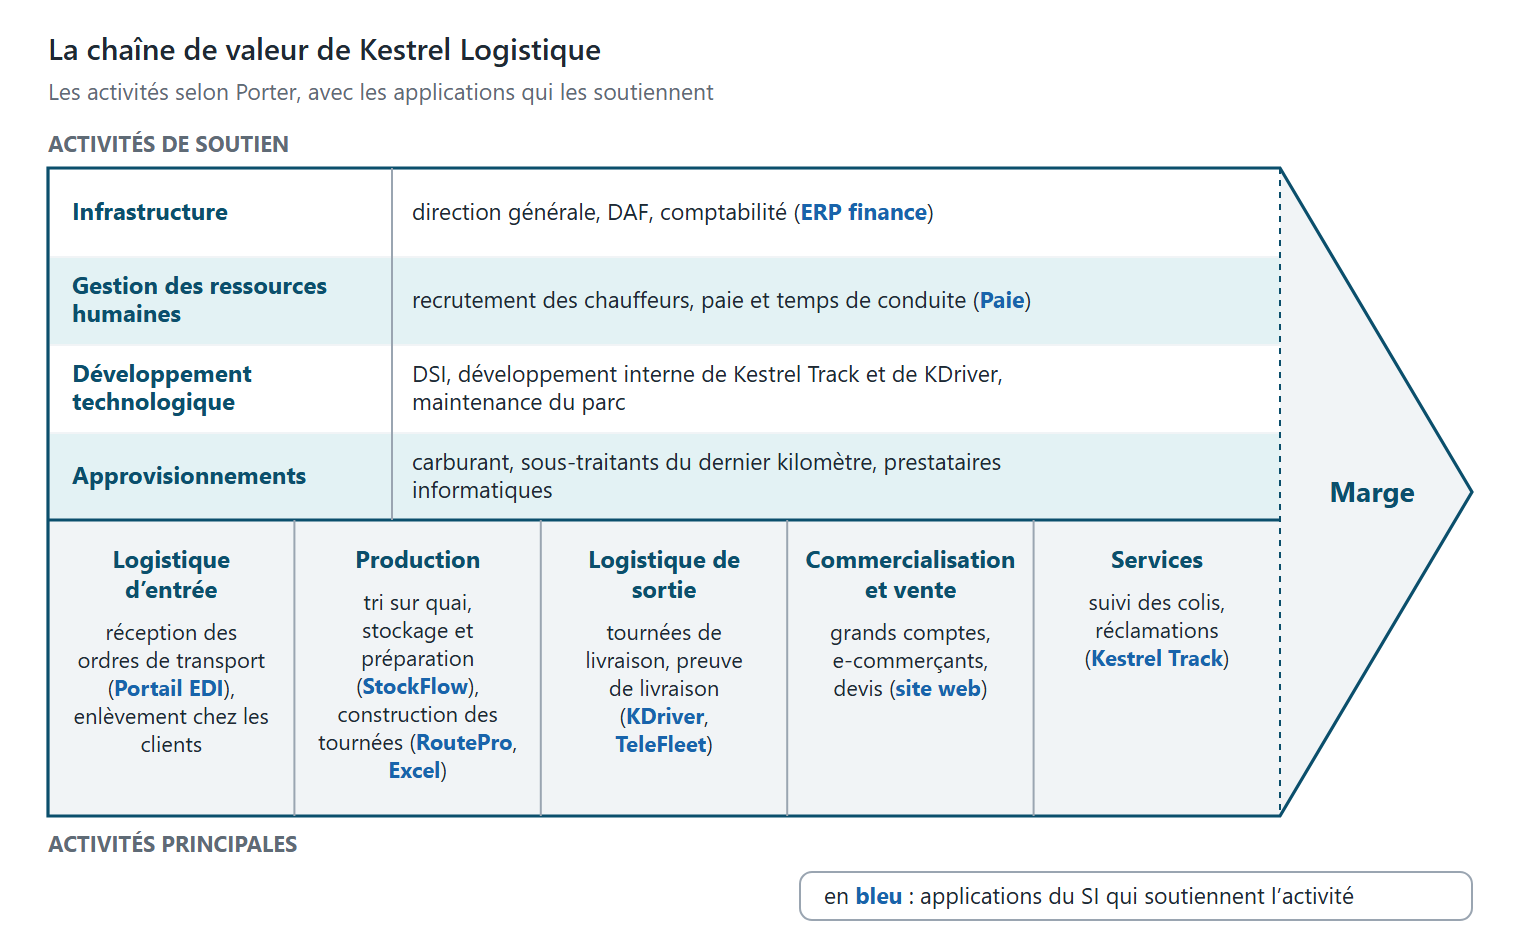 La chaîne de valeur de Kestrel Logistique
Les activités selon Porter, avec les applications qui les soutiennent
ACTIVITÉS DE SOUTIEN
Infrastructure
direction générale, DAF, comptabilité (ERP finance)
Gestion des ressources
humaines
recrutement des chauffeurs, paie et temps de conduite (Paie)
Développement
technologique
DSI, développement interne de Kestrel Track et de KDriver,
maintenance du parc
Approvisionnements
carburant, sous-traitants du dernier kilomètre, prestataires
informatiques
Marge
Logistique
d’entrée
réception des
ordres de transport
(Portail EDI),
enlèvement chez les
clients
Production
tri sur quai,
stockage et
préparation
(StockFlow),
construction des
tournées (RoutePro,
Excel)
Logistique de
sortie
tournées de
livraison, preuve
de livraison
(KDriver,
TeleFleet)
Commercialisation
et vente
grands comptes,
e-commerçants,
devis (site web)
Services
suivi des colis,
réclamations
(Kestrel Track)
ACTIVITÉS PRINCIPALES
en bleu : applications du SI qui soutiennent l’activité